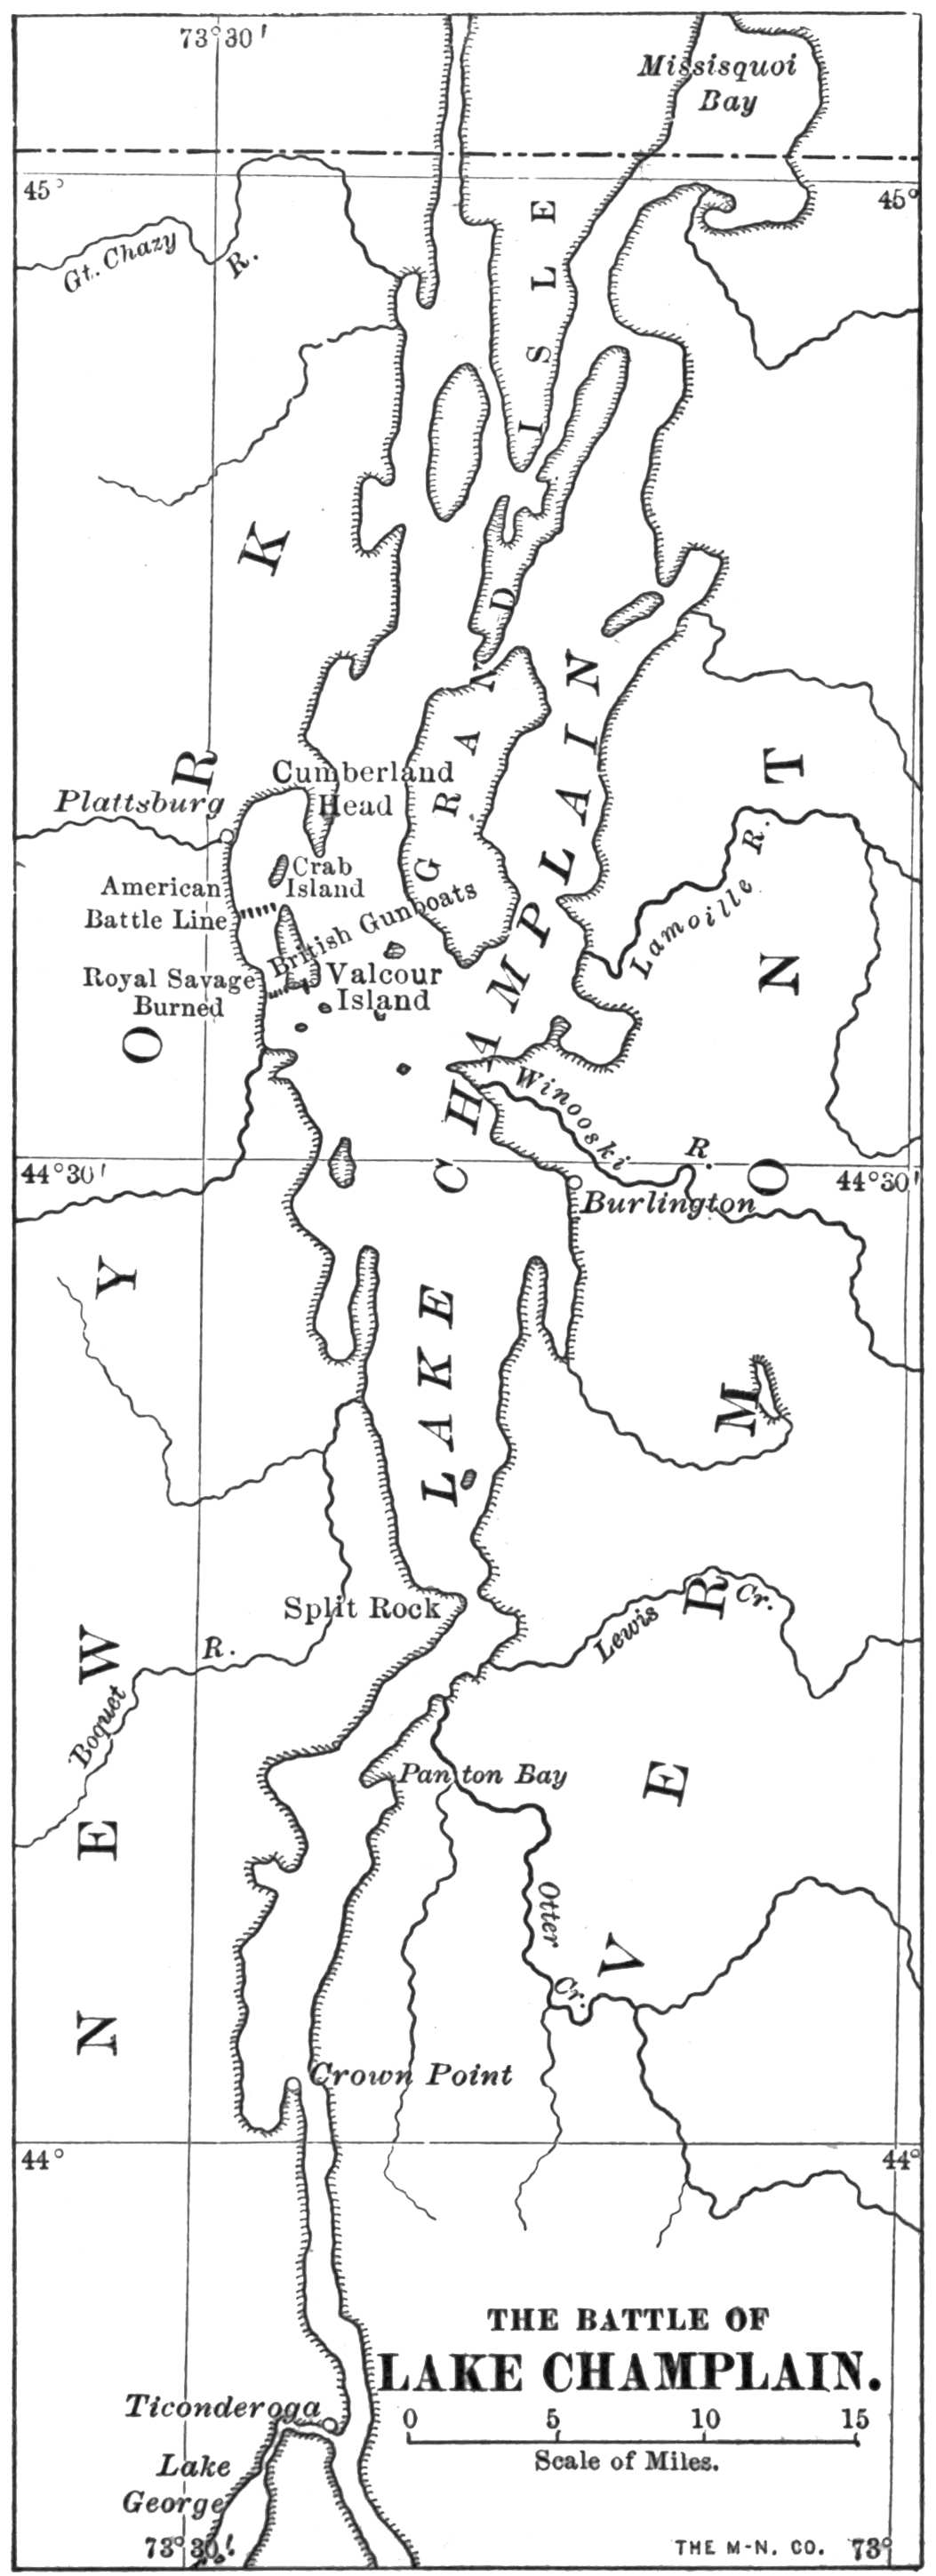 73°30'
Missisquoi
Bay
45°
45°
Gt. Chazy
R.
GRAND ISLE
Cumberland
Head
Plattsburg
Crab
Island
American
Battle Line
British Gunboats
Royal Savage
Burned
Valcour
Island
Lamoille R.
Winooski
R.
44°30'
44°30'
Burlington
LAKE CHAMPLAIN
NEW YORK
VERMONT
Split Rock
Lewis
Cr.
R.
Boquet
Panton Bay
Otter
Cr.
Crown Point
44°
44°
THE BATTLE OF
LAKE CHAMPLAIN.
Ticonderoga
0 5 10 15
Scale of Miles.
Lake
George
73°30'
THE M-N. CO.
73°